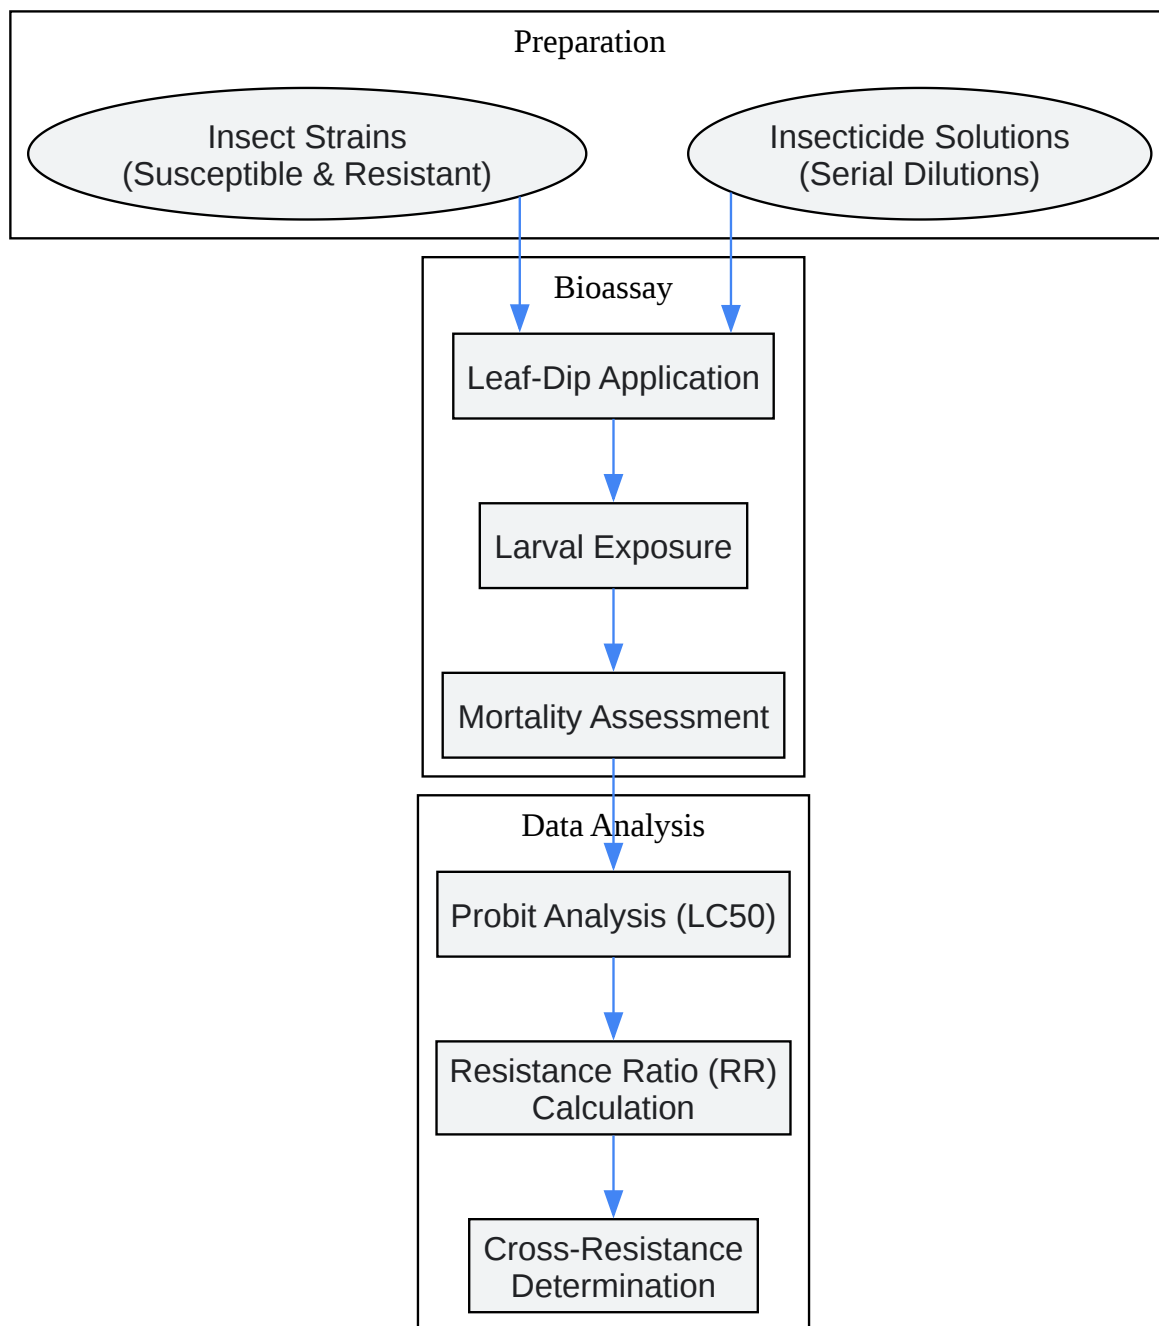 Preparation
Insect Strains
(Susceptible & Resistant)
Insecticide Solutions
(Serial Dilutions)
Bioassay
Leaf-Dip Application
Larval Exposure
Mortality Assessment
Data Analysis
Probit Analysis (LC50)
Resistance Ratio (RR)
Calculation
Cross-Resistance
Determination